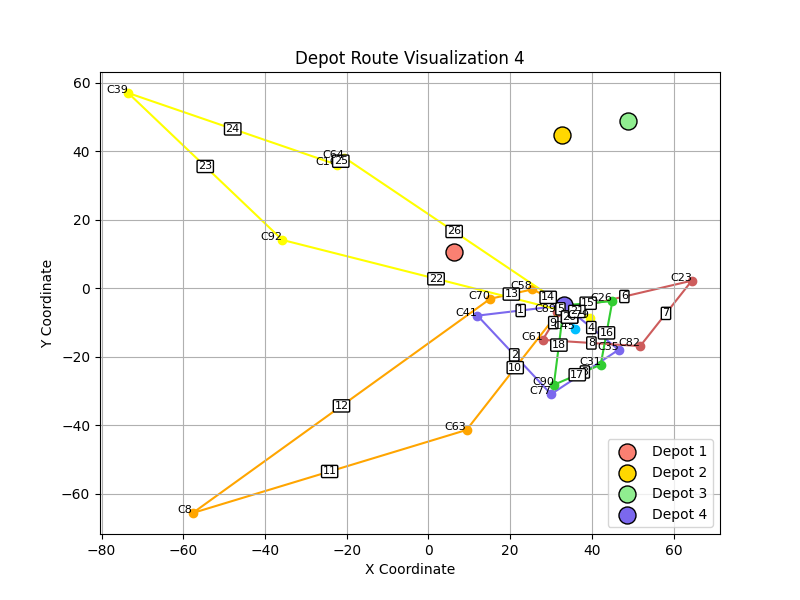 Depot Route Visualization 4
60
40
20
0
−20
−40
−60
−80
−60
−40
−20
0
20
40
60
Y Coordinate
X Coordinate
C39
24
C64
25
23
26
C92
22
C23
C58
C70
13
14
C26
6
15
C41
1
C89
5
7
9
4
16
C61
8
C82
18
C35
2
10
C31
17
C90
C77
12
C63
11
C8
Depot 1
Depot 2
Depot 3
Depot 4